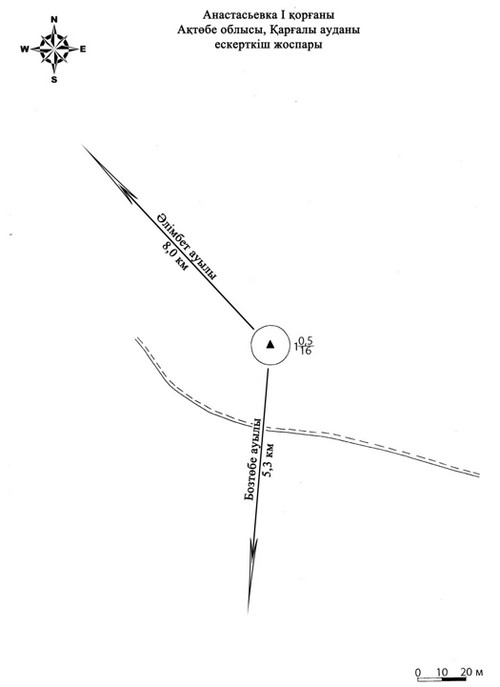 Анастасьевка I қорғаны
Ақтөбе облысы, Қарғалы ауданы
ескерткіш жоспары
N
W E
S
Әлімбет ауылы
8,0 км
1 0,5/16
Бозтөбе ауылы
5,3 км
0 10 20 м